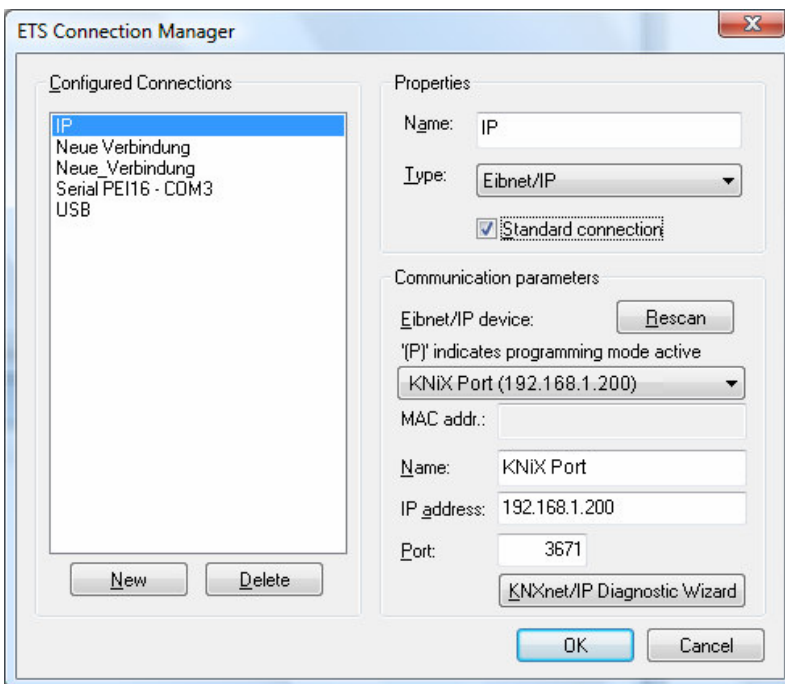 ETS Connection Manager
Configured Connections
IP
Neue Verbindung
Neue_Verbindung
Serial PEI16 - COM3
USB
New
Delete
Properties
Name: IP
Type: Eibnet/IP
Standard connection
Communication parameters
Eibnet/IP device: Rescan
'(P)' indicates programming mode active
KNiX Port (192.168.1.200)
MAC addr.:
Name: KNiX Port
IP address: 192.168.1.200
Port: 3671
KNXnet/IP Diagnostic Wizard
OK
Cancel